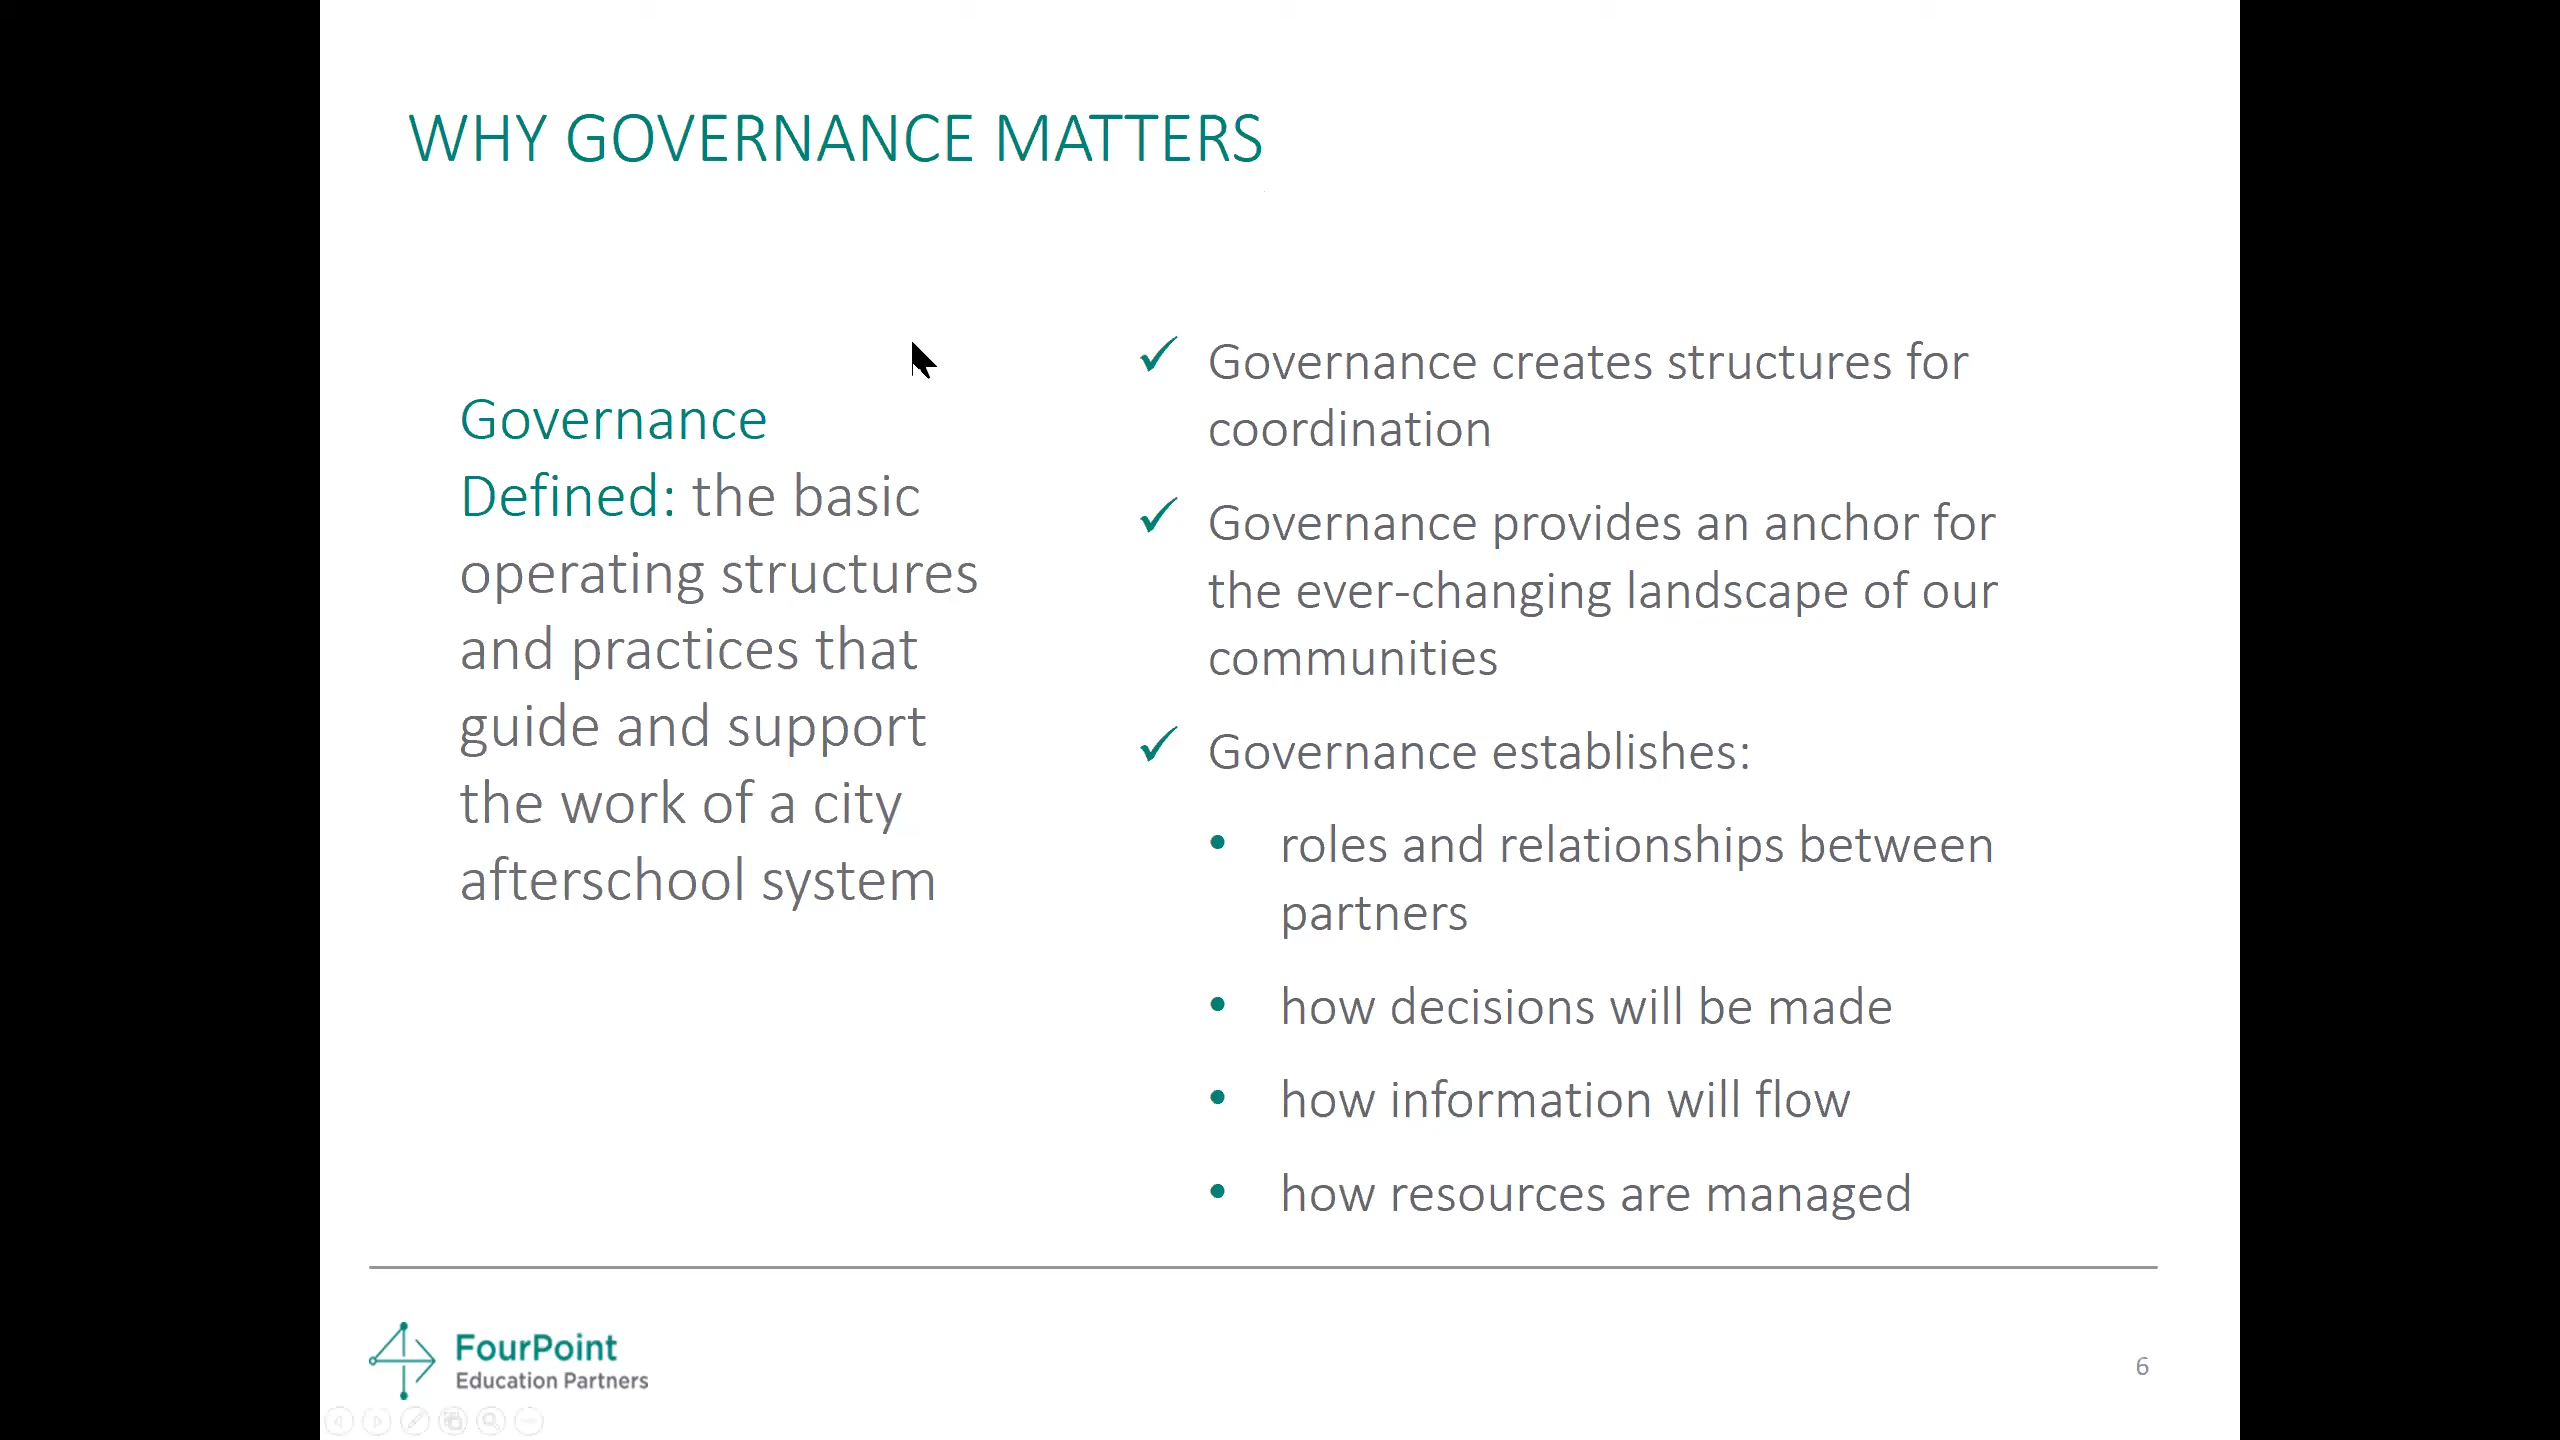 WHY GOVERNANCE MATTERS
Governance
Defined: the basic
operating structures
and practices that
guide and support
the work of a city
afterschool system
Governance creates structures for
coordination
Governance provides an anchor for
the ever-changing landscape of our
communities
Governance establishes:
roles and relationships between
partners
how decisions will be made
how information will flow
how resources are managed
FourPoint
Education Partners
6